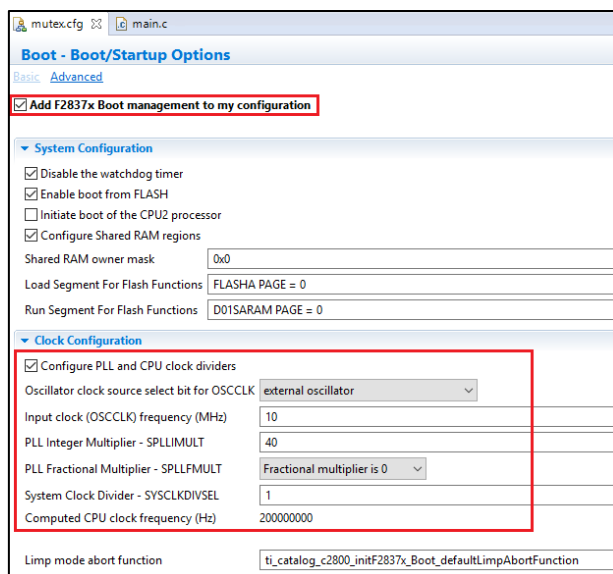 mutex.cfg main.c
Boot - Boot/Startup Options
Basic Advanced
Add F2837x Boot management to my configuration
System Configuration
Disable the watchdog timer
Enable boot from FLASH
Initiate boot of the CPU2 processor
Configure Shared RAM regions
Shared RAM owner mask 0x0
Load Segment For Flash Functions FLASHA PAGE = 0
Run Segment For Flash Functions D01SARAM PAGE = 0
Clock Configuration
Configure PLL and CPU clock dividers
Oscillator clock source select bit for OSCCLK external oscillator
Input clock (OSCCLK) frequency (MHz) 10
PLL Integer Multiplier - SPLLIMULT 40
PLL Fractional Multiplier - SPLLFMULT Fractional multiplier is 0
System Clock Divider - SYSCLKDIVSEL 1
Computed CPU clock frequency (Hz) 200000000
Limp mode abort function ti_catalog_c2800_initF2837x_Boot_defaultLimpAbortFunction